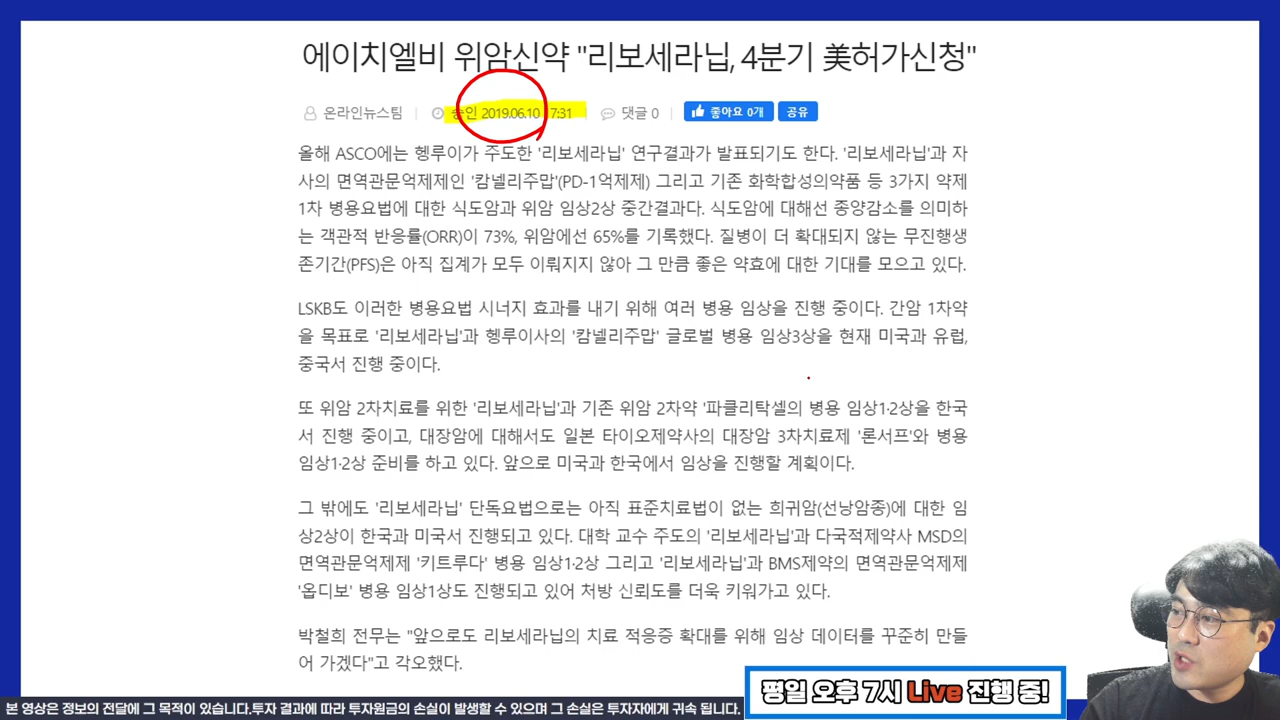 에이치엘비 위암신약 "리보세라닙, 4분기 美허가신청"
온라인뉴스팀 승인 2019.06.10 17:31 댓글 0 좋아요 0개 공유
올해 ASCO에는 헹루이가 주도한 '리보세라닙' 연구결과가 발표되기도 한다. '리보세라닙'과 자
사의 면역관문억제제인 '캄넬리주맙'(PD-1억제제) 그리고 기존 화학합성의약품 등 3가지 약제
1차 병용요법에 대한 식도암과 위암 임상2상 중간결과다. 식도암에 대해선 종양감소를 의미하
는 객관적 반응률(ORR)이 73%, 위암에선 65%를 기록했다. 질병이 더 확대되지 않는 무진행생
존기간(PFS)은 아직 집계가 모두 이뤄지지 않아 그 만큼 좋은 약효에 대한 기대를 모으고 있다.
LSKB도 이러한 병용요법 시너지 효과를 내기 위해 여러 병용 임상을 진행 중이다. 간암 1차약
을 목표로 '리보세라닙'과 헹루이사의 '캄넬리주맙' 글로벌 병용 임상3상을 현재 미국과 유럽,
중국서 진행 중이다.
또 위암 2차치료를 위한 '리보세라닙'과 기존 위암 2차약 '파클리탁셀의 병용 임상1·2상을 한국
서 진행 중이고, 대장암에 대해서도 일본 타이오제약사의 대장암 3차치료제 '론서프'와 병용
임상1·2상 준비를 하고 있다. 앞으로 미국과 한국에서 임상을 진행할 계획이다.
그 밖에도 '리보세라닙' 단독요법으로는 아직 표준치료법이 없는 희귀암(선낭암종)에 대한 임
상2상이 한국과 미국서 진행되고 있다. 대학 교수 주도의 '리보세라닙'과 다국적제약사 MSD의
면역관문억제제 '키트루다' 병용 임상1·2상 그리고 '리보세라닙'과 BMS제약의 면역관문억제제
'옵디보' 병용 임상1상도 진행되고 있어 처방 신뢰도를 더욱 키워가고 있다.
박철희 전무는 "앞으로도 리보세라닙의 치료 적응증 확대를 위해 임상 데이터를 꾸준히 만들
어 가겠다"고 각오했다.
평일 오후 7시 Live 진행 중!
본 영상은 정보의 전달에 그 목적이 있습니다.투자 결과에 따라 투자원금의 손실이 발생할 수 있으며 그 손실은 투자자에게 귀속 됩니다.